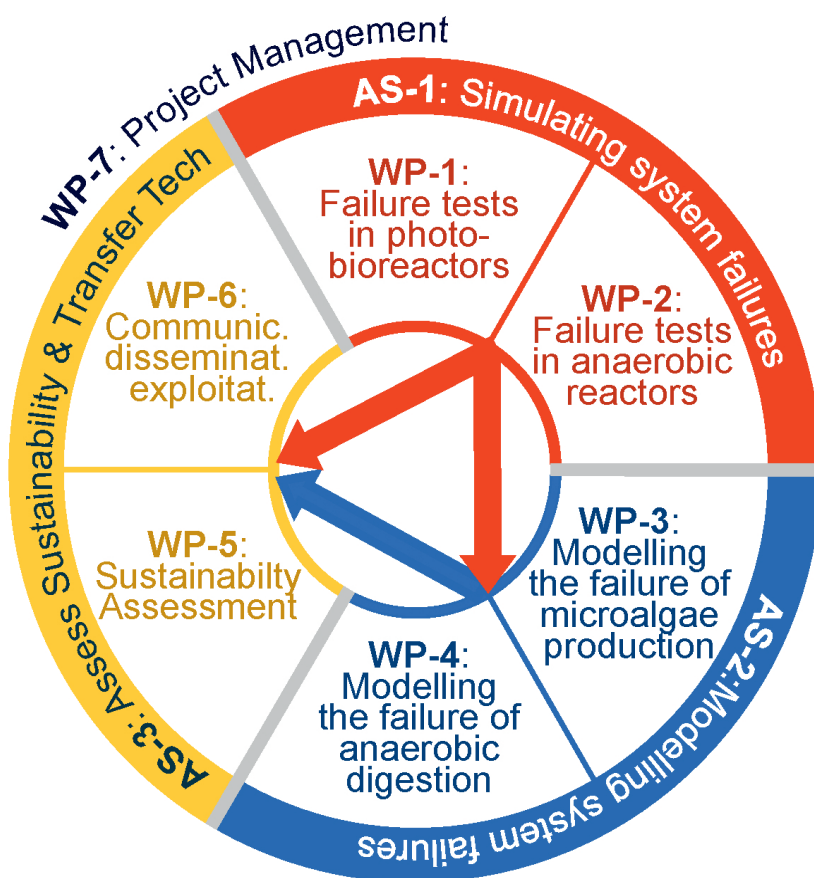 WP-7: Project Management
AS-1: Simulating system failures
WP-1:
Failure tests
in photo-
bioreactors
WP-2:
Failure tests
in anaerobic
reactors
WP-3:
Modelling
the failure of
microalgae
production
AS-2:Modelling system failures
WP-4:
Modelling
the failure of
anaerobic
digestion
WP-5:
Sustainabilty
Assessment
WP-6:
Communic.
disseminat.
exploitat.
AS-3: Assess Sustainability & Transfer Tech